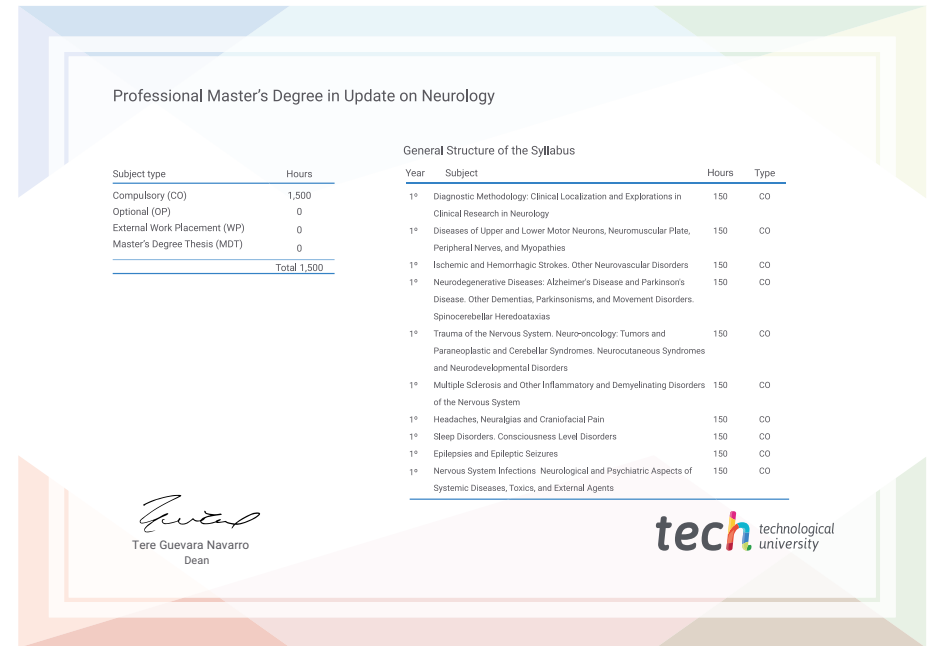 Professional Master's Degree in Update on Neurology
General Structure of the Syllabus
Subject type Hours
Compulsory (CO) 1,500
Optional (OP) 0
External Work Placement (WP) 0
Master's Degree Thesis (MDT) 0
Total 1,500
Year Subject Hours Type
1º Diagnostic Methodology: Clinical Localization and Explorations in 150 CO
Clinical Research in Neurology
1º Diseases of Upper and Lower Motor Neurons, Neuromuscular Plate, 150 CO
Peripheral Nerves, and Myopathies
1º Ischemic and Hemorrhagic Strokes. Other Neurovascular Disorders 150 CO
1º Neurodegenerative Diseases: Alzheimer's Disease and Parkinson's 150 CO
Disease. Other Dementias, Parkinsonisms, and Movement Disorders.
Spinocerebellar Heredoataxias
1º Trauma of the Nervous System. Neuro-oncology: Tumors and 150 CO
Paraneoplastic and Cerebellar Syndromes. Neurocutaneous Syndromes
and Neurodevelopmental Disorders
1º Multiple Sclerosis and Other Inflammatory and Demyelinating Disorders 150 CO
of the Nervous System
1º Headaches, Neuralgias and Craniofacial Pain 150 CO
1º Sleep Disorders. Consciousness Level Disorders 150 CO
1º Epilepsies and Epileptic Seizures 150 CO
1º Nervous System Infections Neurological and Psychiatric Aspects of 150 CO
Systemic Diseases, Toxics, and External Agents
Tere Guevara Navarro
Dean
tech technological
university